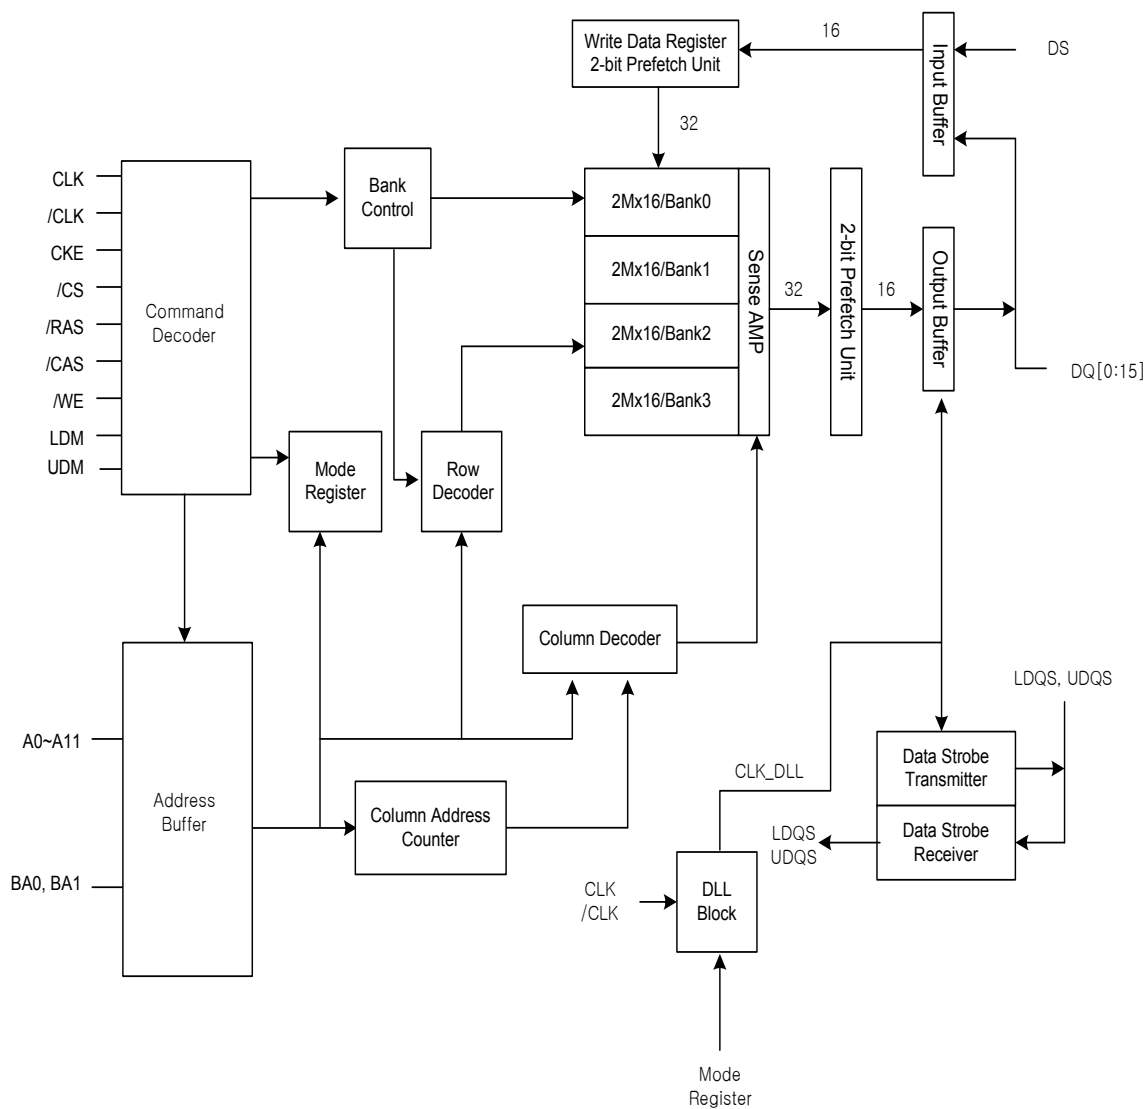 Write Data Register
2-bit Prefetch Unit
16
Input Buffer
DS
32
CLK
/CLK
CKE
/CS
/RAS
/CAS
/WE
LDM
UDM
Command
Decoder
Bank
Control
2Mx16/Bank0
2Mx16/Bank1
2Mx16/Bank2
2Mx16/Bank3
Sense AMP
32
2-bit Prefetch Unit
16
Output Buffer
DQ[0:15]
Mode
Register
Row
Decoder
Column Decoder
LDQS, UDQS
A0~A11
BA0, BA1
Address
Buffer
Column Address
Counter
CLK_DLL
Data Strobe
Transmitter
Data Strobe
Receiver
LDQS
UDQS
CLK
/CLK
DLL
Block
Mode
Register